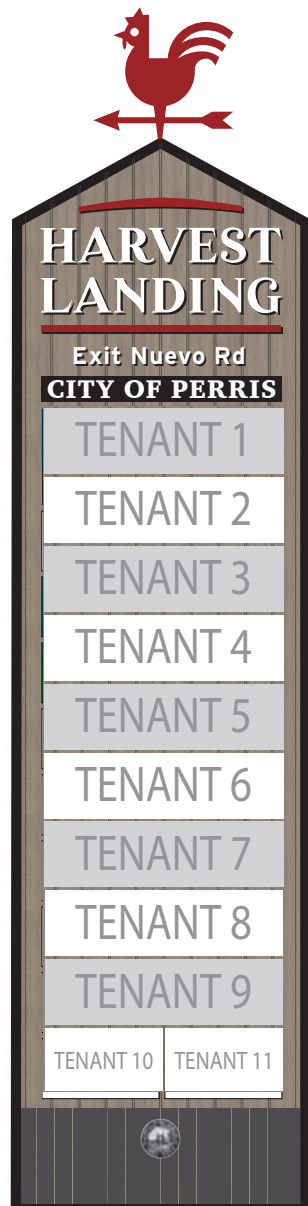 HARVEST
LANDING
Exit Nuevo Rd
CITY OF PERRIS
TENANT 1
TENANT 2
TENANT 3
TENANT 4
TENANT 5
TENANT 6
TENANT 7
TENANT 8
TENANT 9
TENANT 10 TENANT 11